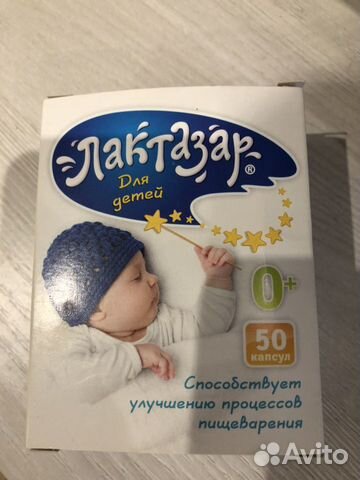 Лактазар®
Для
детей
0+
50
капсул
Способствует
улучшению процессов
пищеварения
Avito